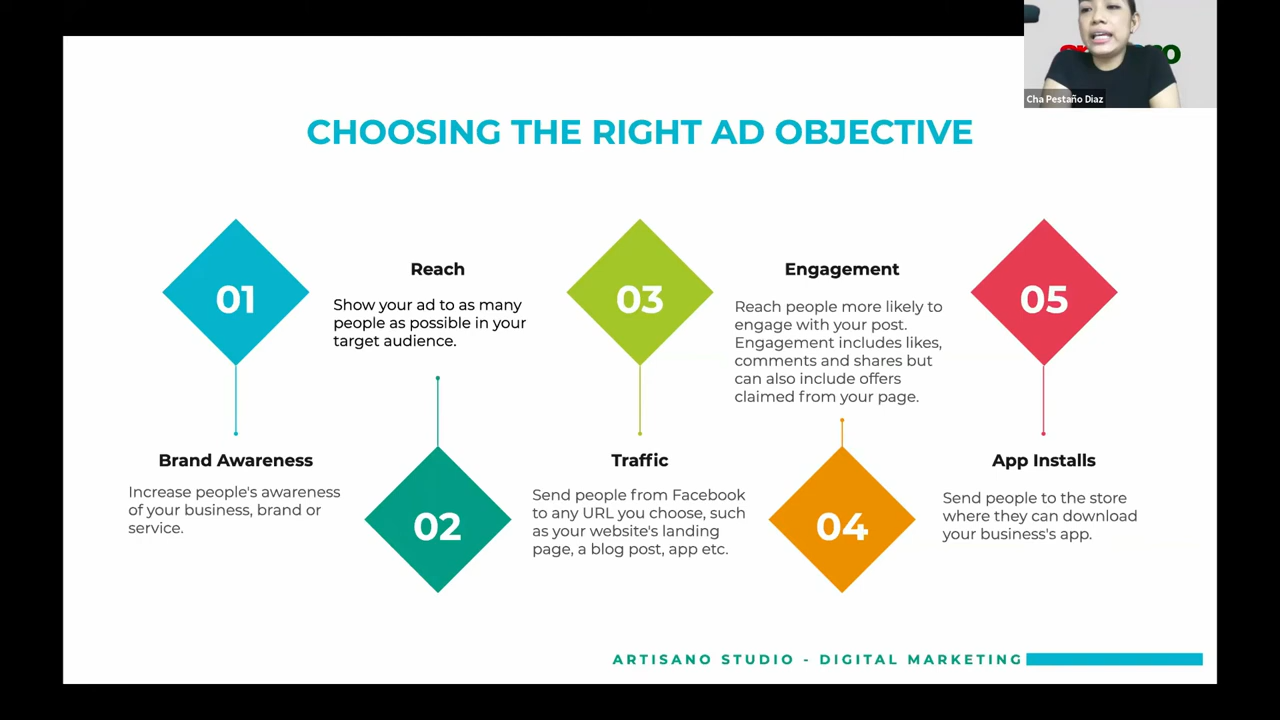 Cha Pestaño Diaz
CHOOSING THE RIGHT AD OBJECTIVE
01
Brand Awareness
Increase people's awareness
of your business, brand or
service.
Reach
Show your ad to as many
people as possible in your
target audience.
02
03
Traffic
Send people from Facebook
to any URL you choose, such
as your website's landing
page, a blog post, app etc.
Engagement
Reach people more likely to
engage with your post.
Engagement includes likes,
comments and shares but
can also include offers
claimed from your page.
04
05
App Installs
Send people to the store
where they can download
your business's app.
ARTISANO STUDIO - DIGITAL MARKETING